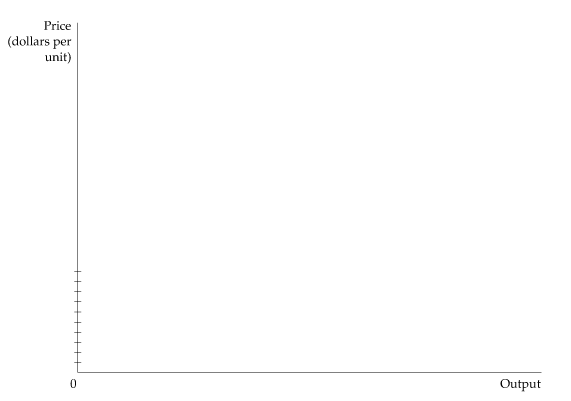 Price
(dollars per
unit)
0
Output